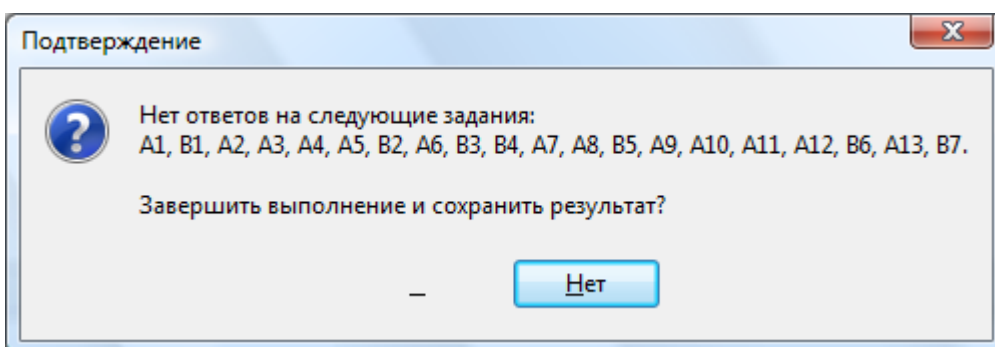 Подтверждение
Нет ответов на следующие задания:
A1, B1, A2, A3, A4, A5, B2, A6, B3, B4, A7, A8, B5, A9, A10, A11, A12, B6, A13, B7.
Завершить выполнение и сохранить результат?
Нет